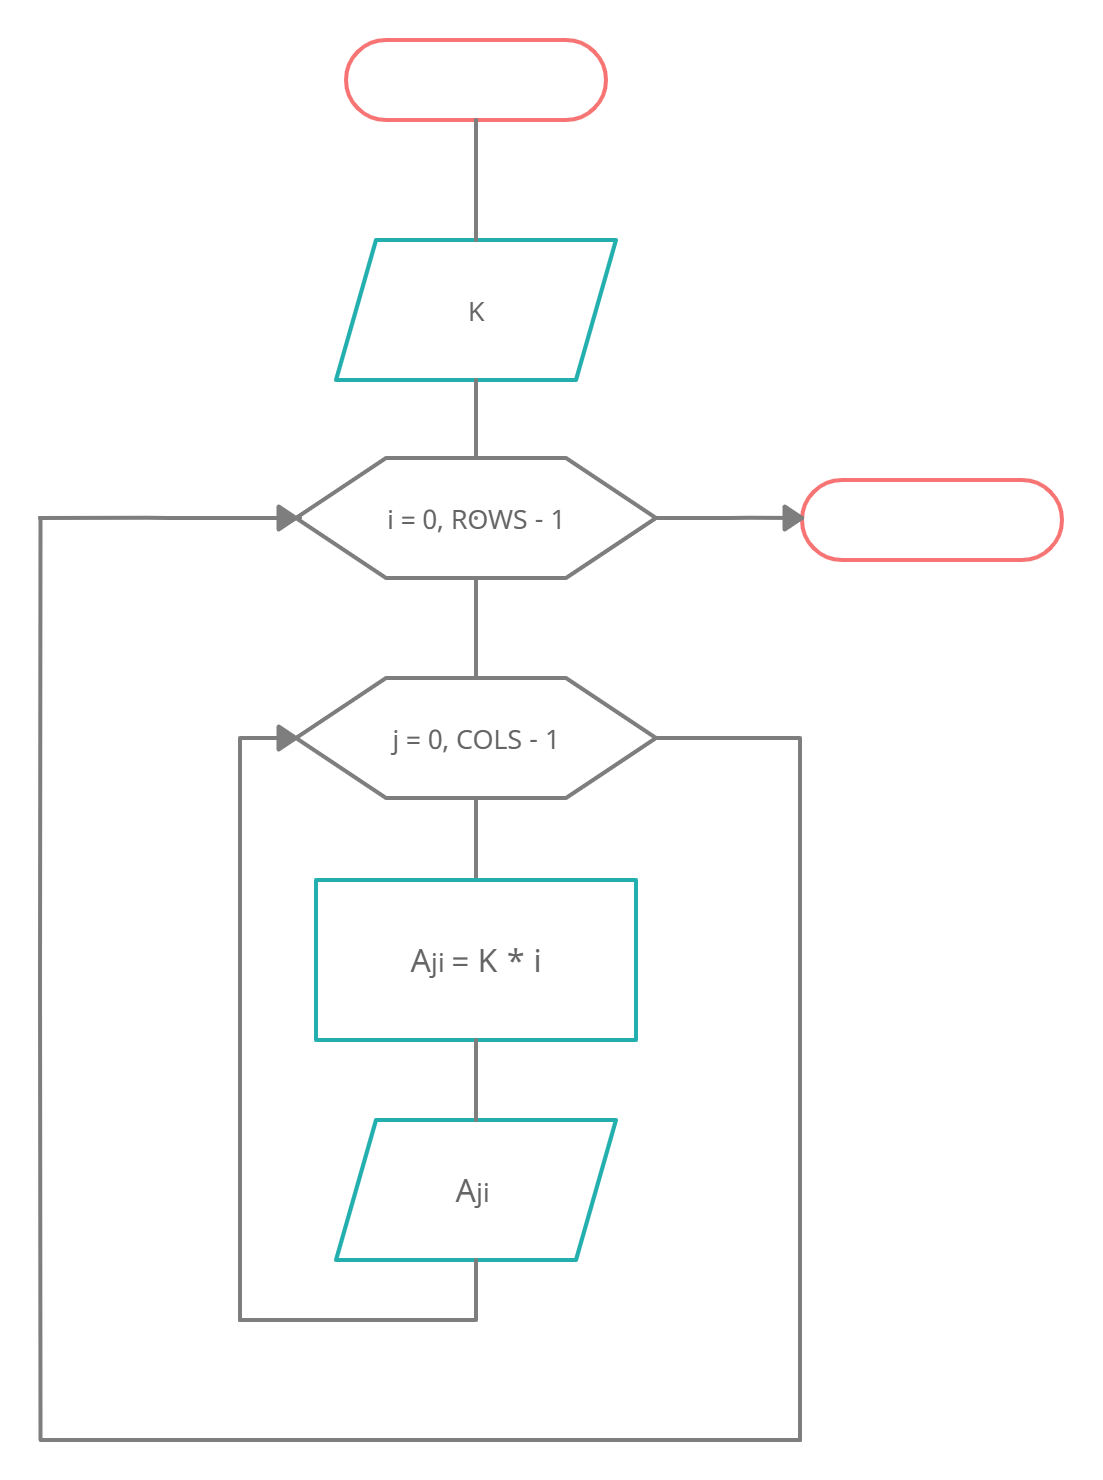 K
i = 0, ROWS - 1
j = 0, COLS - 1
Aji = K * i
Aji